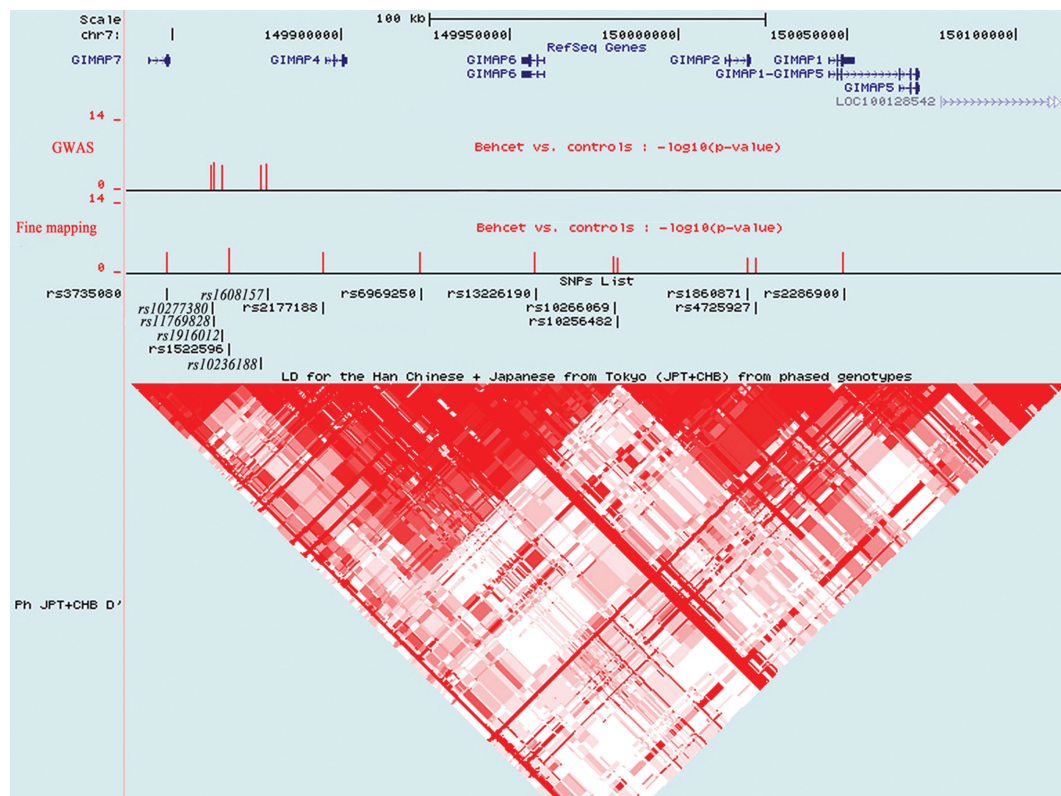 Scale 100 kb
chr7: 149900000 149950000 150000000 150050000 150100000
RefSeq Genes
GIMAP7 GIMAP4 GIMAP6 GIMAP2 GIMAP1
GIMAP6 GIMAP1-GIMAP5
GIMAP5
LOC100128542
14
GWAS Behcet vs. controls : -log10(p-value)
0
14
Fine mapping Behcet vs. controls : -log10(p-value)
0
SNPs List
rs3735080 rs1608157 rs6969250 rs13226190 rs1860871 rs2286900
rs10277380 rs2177188 rs10266069 rs4725927
rs11769828 rs10256482
rs1916012
rs1522596
rs10236188
LD for the Han Chinese + Japanese from Tokyo (JPT+CHB) from phased genotypes
Ph JPT+CHB D'